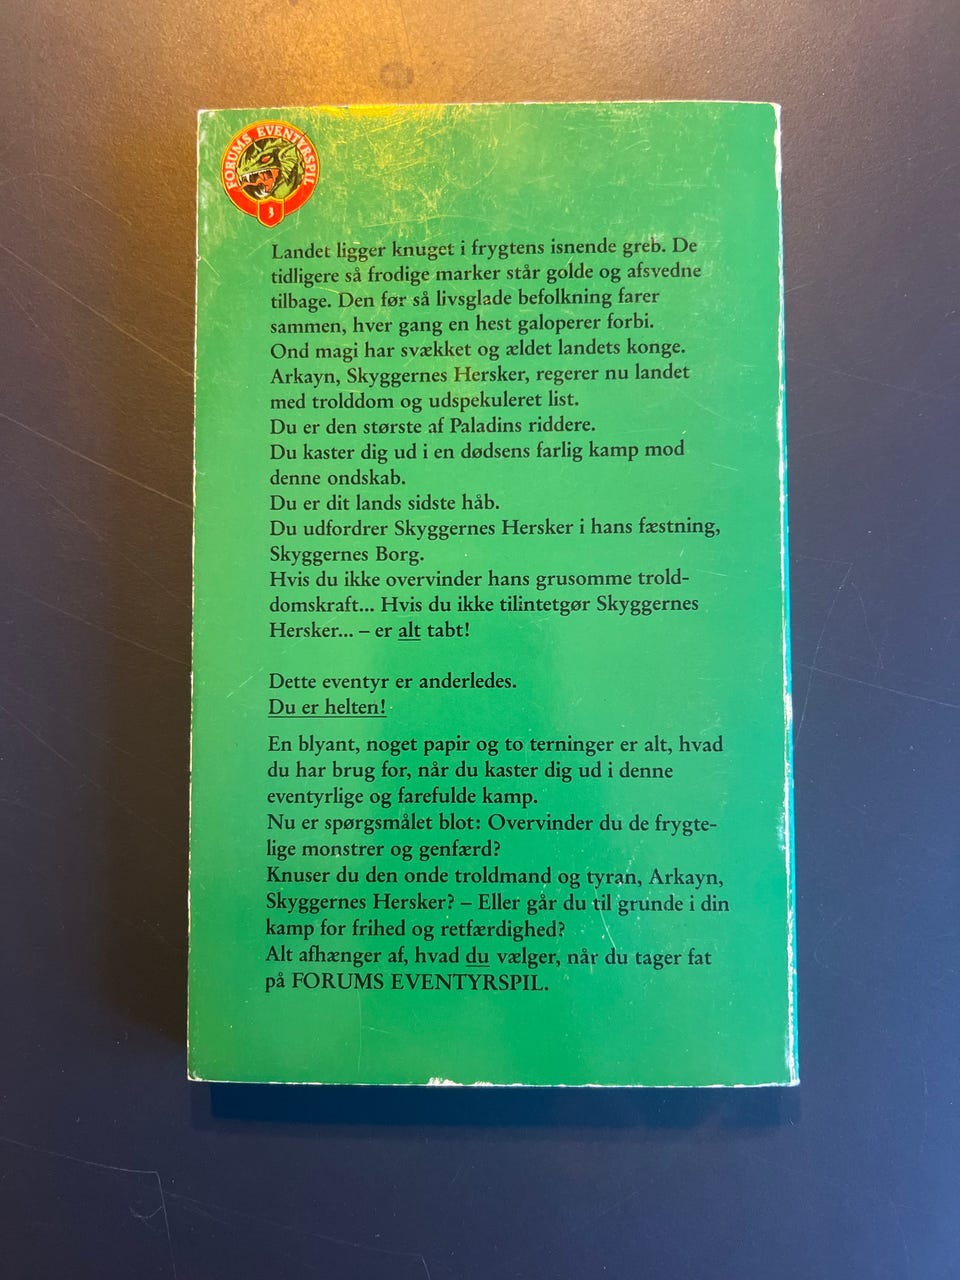 FORUMS EVENTYRSPIL
3
Landet ligger knuget i frygtens isnende greb. De
tidligere så frodige marker står golde og afsvedne
tilbage. Den før så livsglade befolkning farer
sammen, hver gang en hest galoperer forbi.
Ond magi har svækket og ældet landets konge.
Arkayn, Skyggernes Hersker, regerer nu landet
med trolddom og udspekuleret list.
Du er den største af Paladins riddere.
Du kaster dig ud i en dødsens farlig kamp mod
denne ondskab.
Du er dit lands sidste håb.
Du udfordrer Skyggernes Hersker i hans fæstning,
Skyggernes Borg.
Hvis du ikke overvinder hans grusomme trold-
domskraft... Hvis du ikke tilintetgør Skyggernes
Hersker... – er alt tabt!
Dette eventyr er anderledes.
Du er helten!
En blyant, noget papir og to terninger er alt, hvad
du har brug for, når du kaster dig ud i denne
eventyrlige og farefulde kamp.
Nu er spørgsmålet blot: Overvinder du de frygte-
lige monstrer og genfærd?
Knuser du den onde troldmand og tyran, Arkayn,
Skyggernes Hersker? – Eller går du til grunde i din
kamp for frihed og retfærdighed?
Alt afhænger af, hvad du vælger, når du tager fat
på FORUMS EVENTYRSPIL.